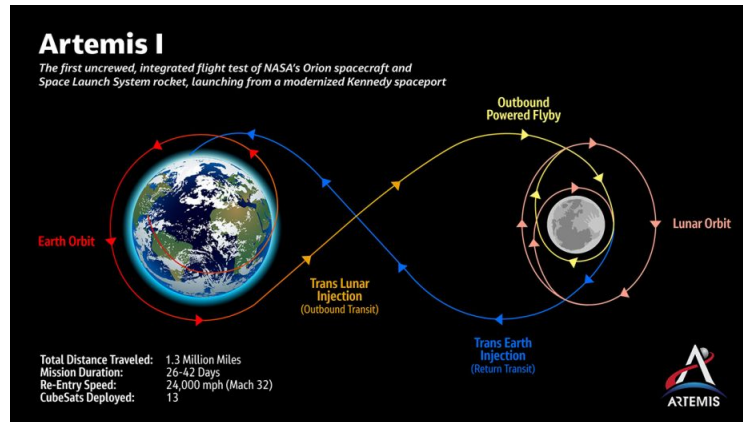 Artemis I
The first uncrewed, integrated flight test of NASA's Orion spacecraft and
Space Launch System rocket, launching from a modernized Kennedy spaceport
Outbound
Powered Flyby
Earth Orbit
Lunar Orbit
Trans Lunar
Injection
(Outbound Transit)
Trans Earth
Injection
(Return Transit)
Total Distance Traveled: 1.3 Million Miles
Mission Duration: 26-42 Days
Re-Entry Speed: 24,000 mph (Mach 32)
CubeSats Deployed: 13
ARTEMIS